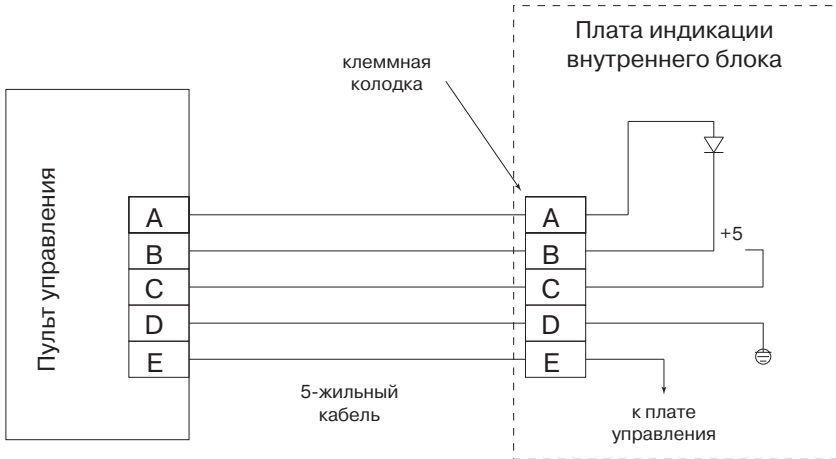 Плата индикации
внутреннего блока
клеммная
колодка
Пульт управления
A
B
C
D
E
A
B
C
D
E
+5
5-жильный
кабель
к плате
управления